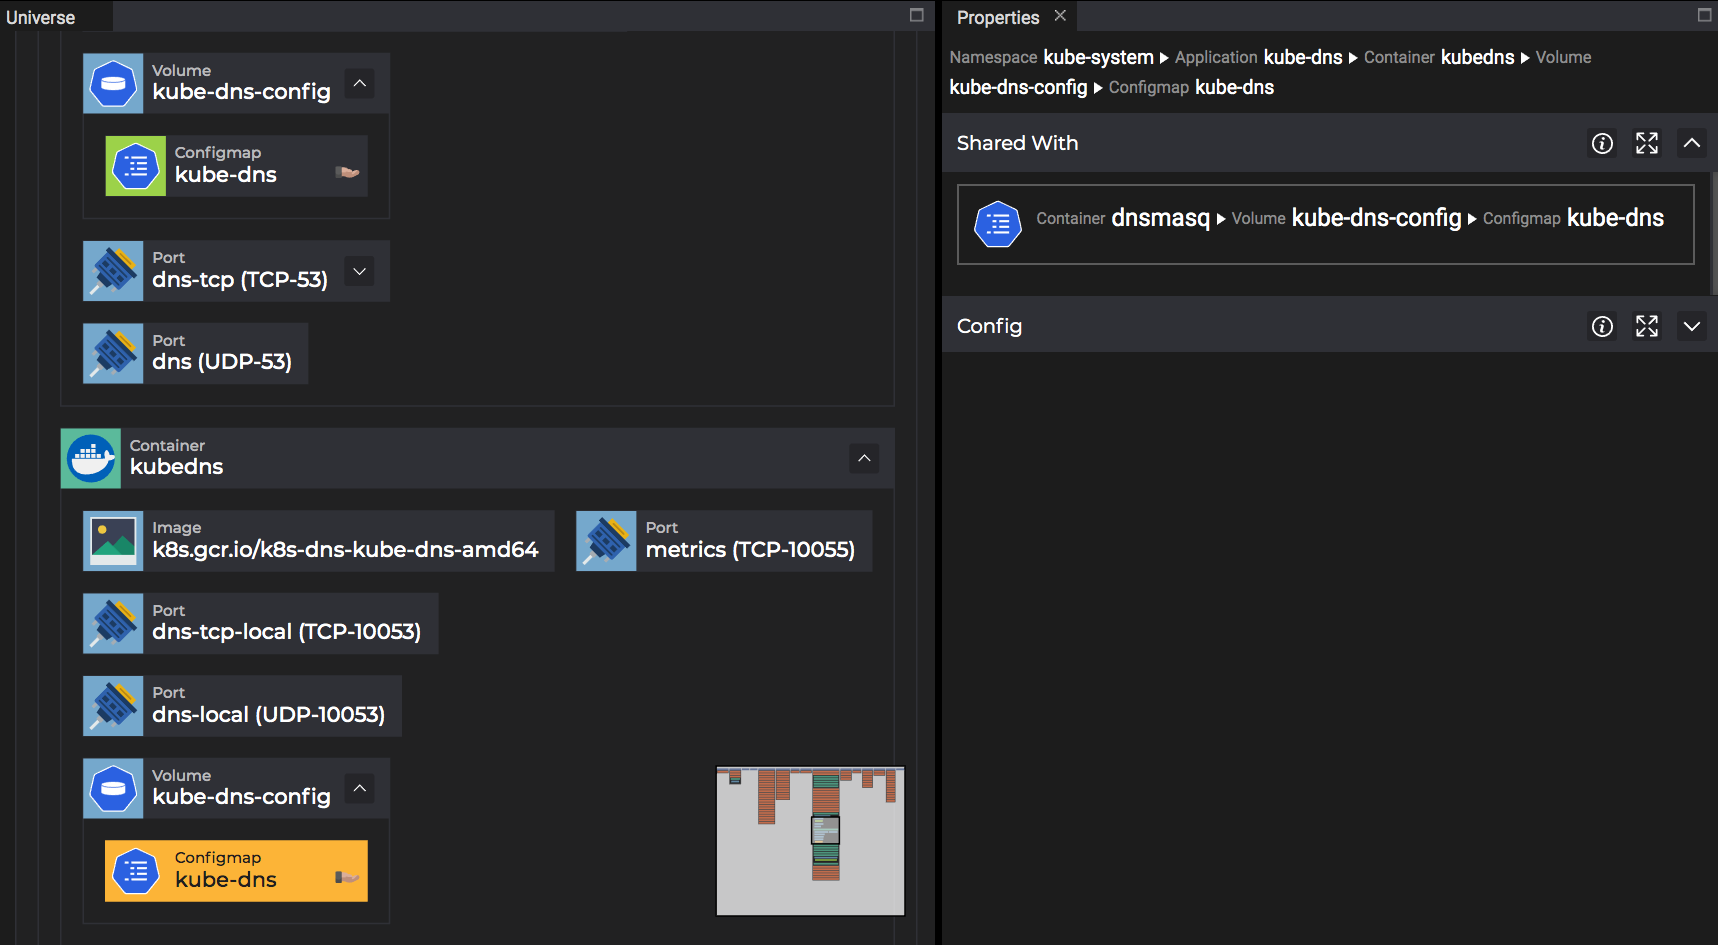 Universe
Volume
kube-dns-config
Configmap
kube-dns
Port
dns-tcp (TCP-53)
Port
dns (UDP-53)
Container
kubedns
Image
k8s.gcr.io/k8s-dns-kube-dns-amd64
Port
metrics (TCP-10055)
Port
dns-tcp-local (TCP-10053)
Port
dns-local (UDP-10053)
Volume
kube-dns-config
Configmap
kube-dns
Properties
Namespace kube-system Application kube-dns Container kubedns Volume
kube-dns-config Configmap kube-dns
Shared With
Container dnsmasq Volume kube-dns-config Configmap kube-dns
Config